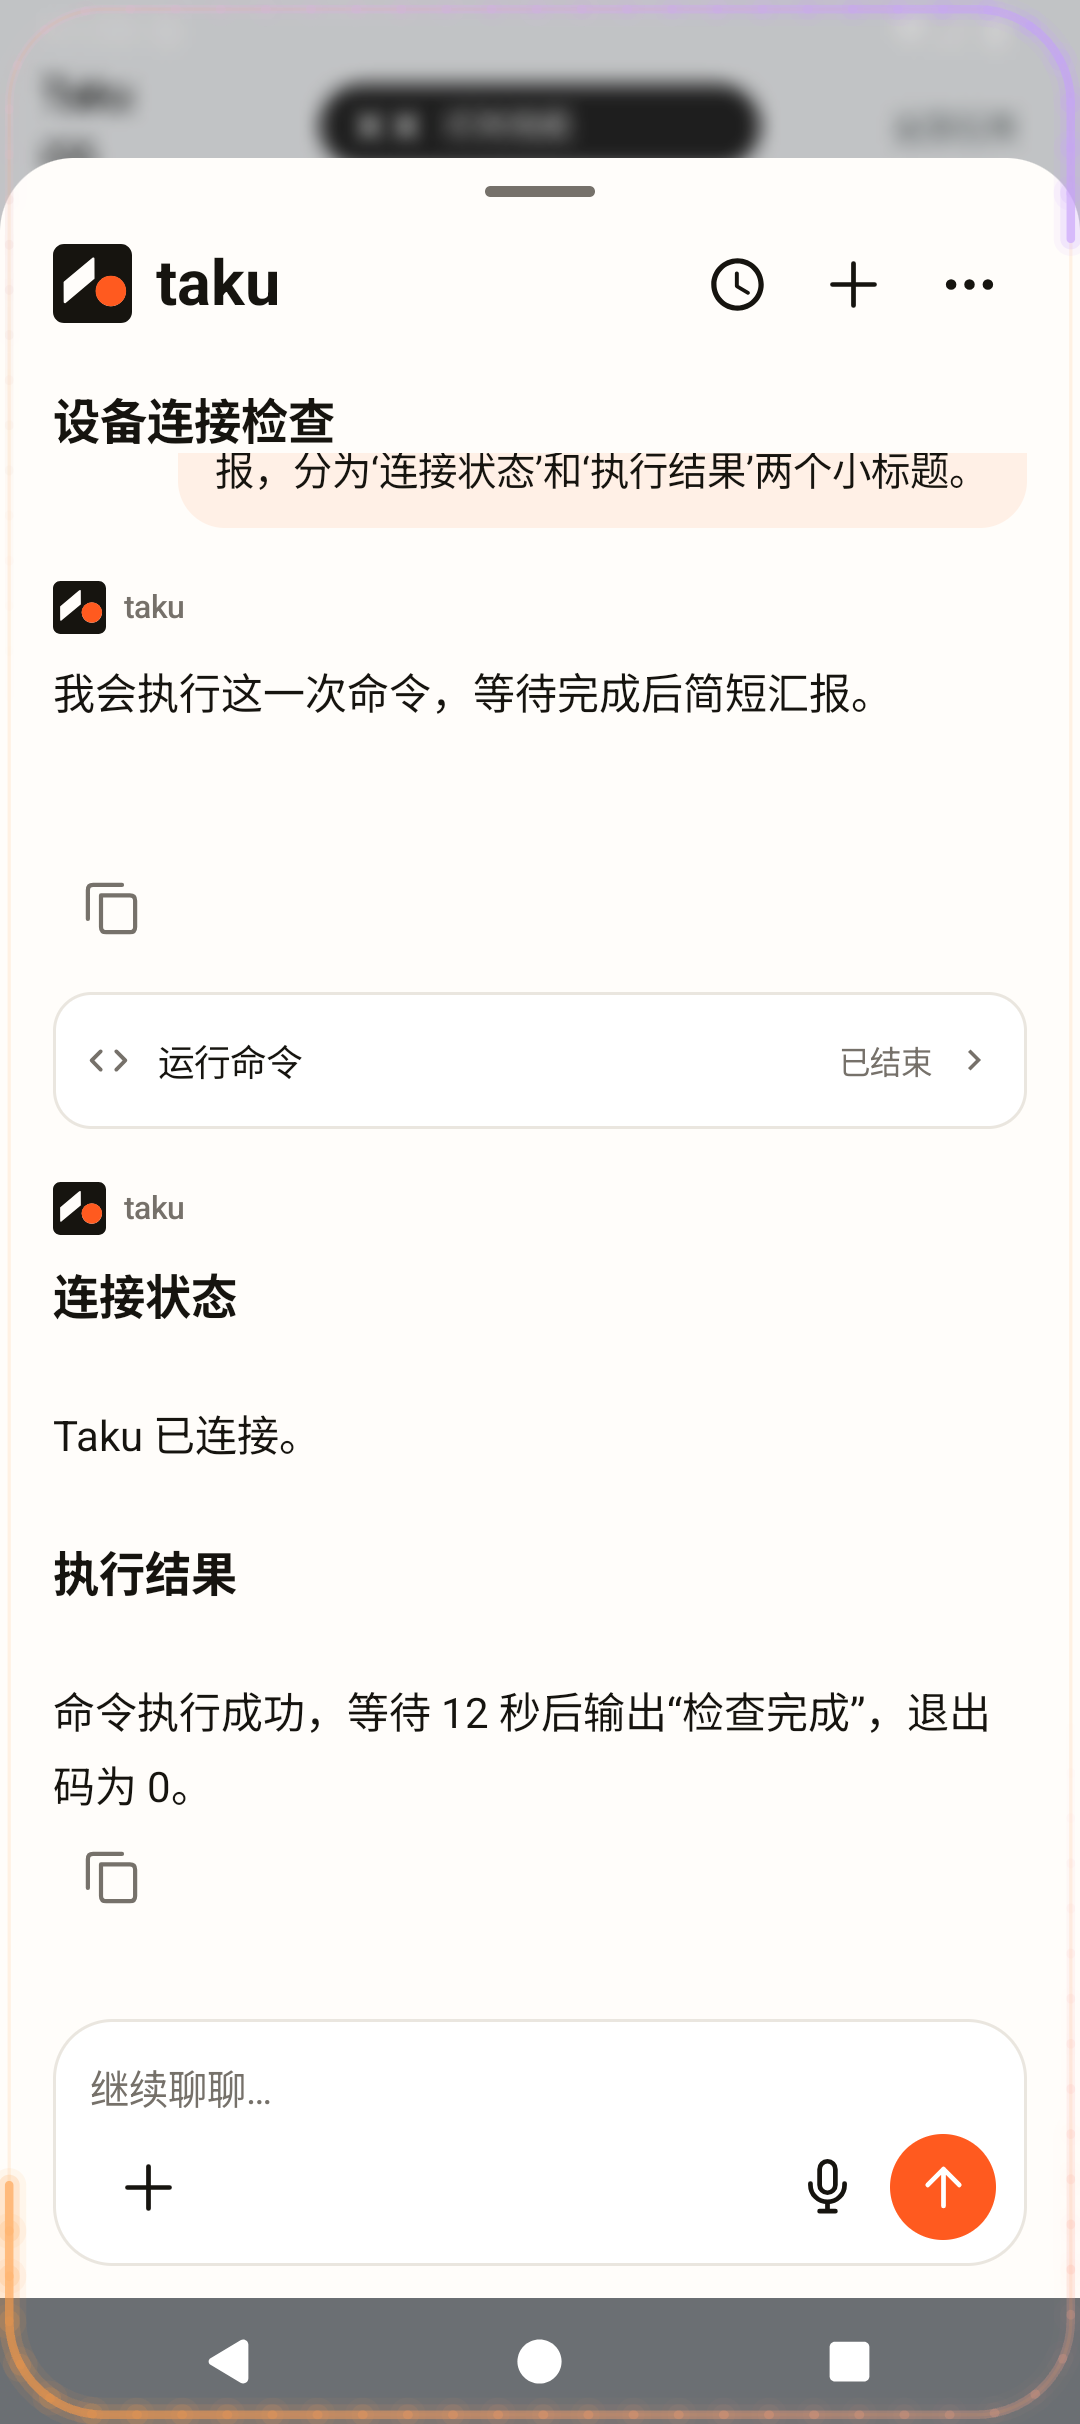 Taku
taku
设备连接检查
报，分为‘连接状态’和‘执行结果’两个小标题。
taku
我会执行这一次命令，等待完成后简短汇报。
运行命令
已结束
taku
连接状态
Taku 已连接。
执行结果
命令执行成功，等待 12 秒后输出“检查完成”，退出
码为 0。
继续聊聊...